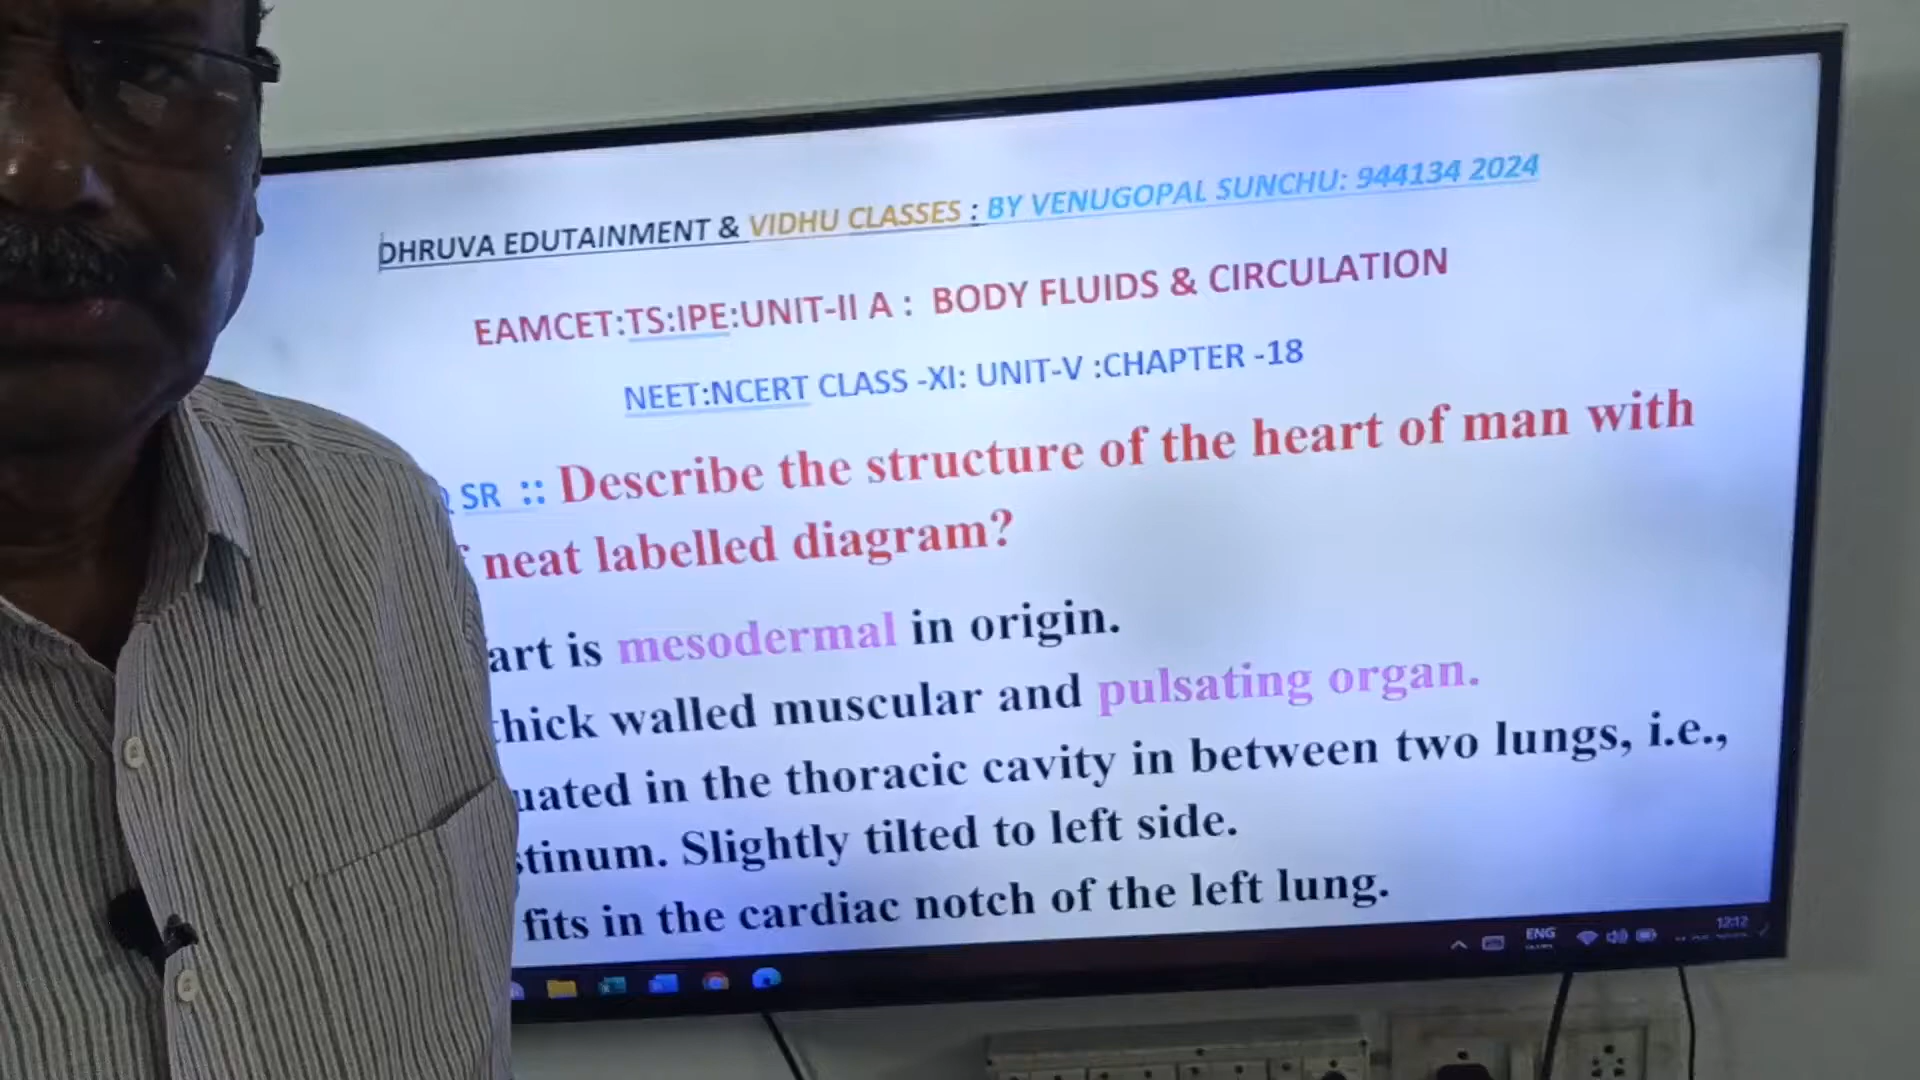 DHRUVA EDUTAINMENT & VIDHU CLASSES : BY VENUGOPAL SUNCHU: 944134 2024
EAMCET:TS:IPE:UNIT-II A : BODY FLUIDS & CIRCULATION
NEET:NCERT CLASS -XI: UNIT-V :CHAPTER -18
SR :: Describe the structure of the heart of man with
neat labelled diagram?
art is mesodermal in origin.
thick walled muscular and pulsating organ.
uated in the thoracic cavity in between two lungs, i.e.,
stinum. Slightly tilted to left side.
fits in the cardiac notch of the left lung.
ENG
12:12